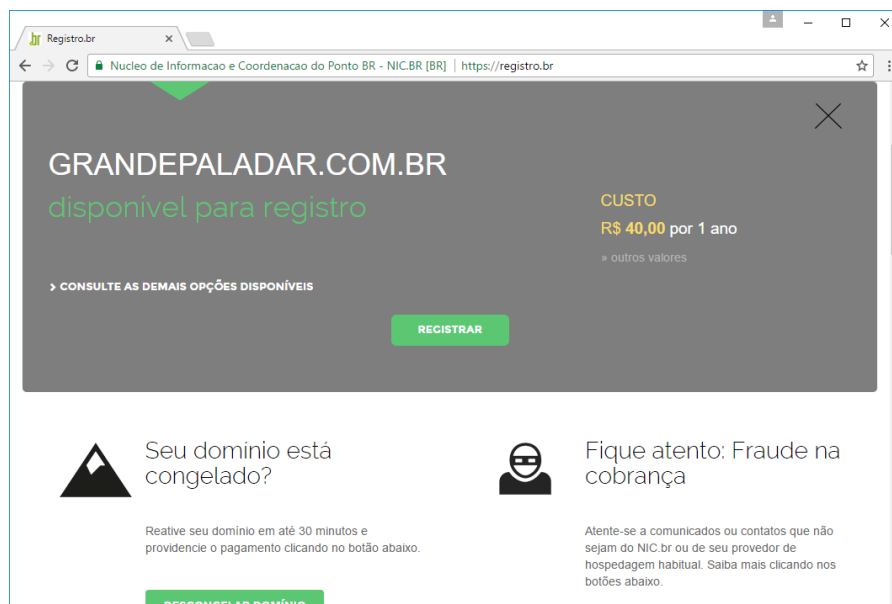 .br Registro.br
Nucleo de Informacao e Coordenacao do Ponto BR - NIC.BR [BR] | https://registro.br
GRANDEPALADAR.COM.BR
disponível para registro
CUSTO
R$ 40,00 por 1 ano
» outros valores
> CONSULTE AS DEMAIS OPÇÕES DISPONÍVEIS
REGISTRAR
Seu domínio está
congelado?
Reative seu domínio em até 30 minutos e
providencie o pagamento clicando no botão abaixo.
DESCONGELAR DOMÍNIO
Fique atento: Fraude na
cobrança
Atente-se a comunicados ou contatos que não
sejam do NIC.br ou de seu provedor de
hospedagem habitual. Saiba mais clicando nos
botões abaixo.